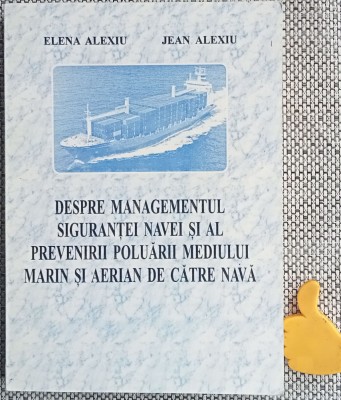 ELENA ALEXIU JEAN ALEXIU
DESPRE MANAGEMENTUL
SIGURANȚEI NAVEI ȘI AL
PREVENIRII POLUĂRII MEDIULUI
MARIN ȘI AERIAN DE CĂTRE NAVĂ